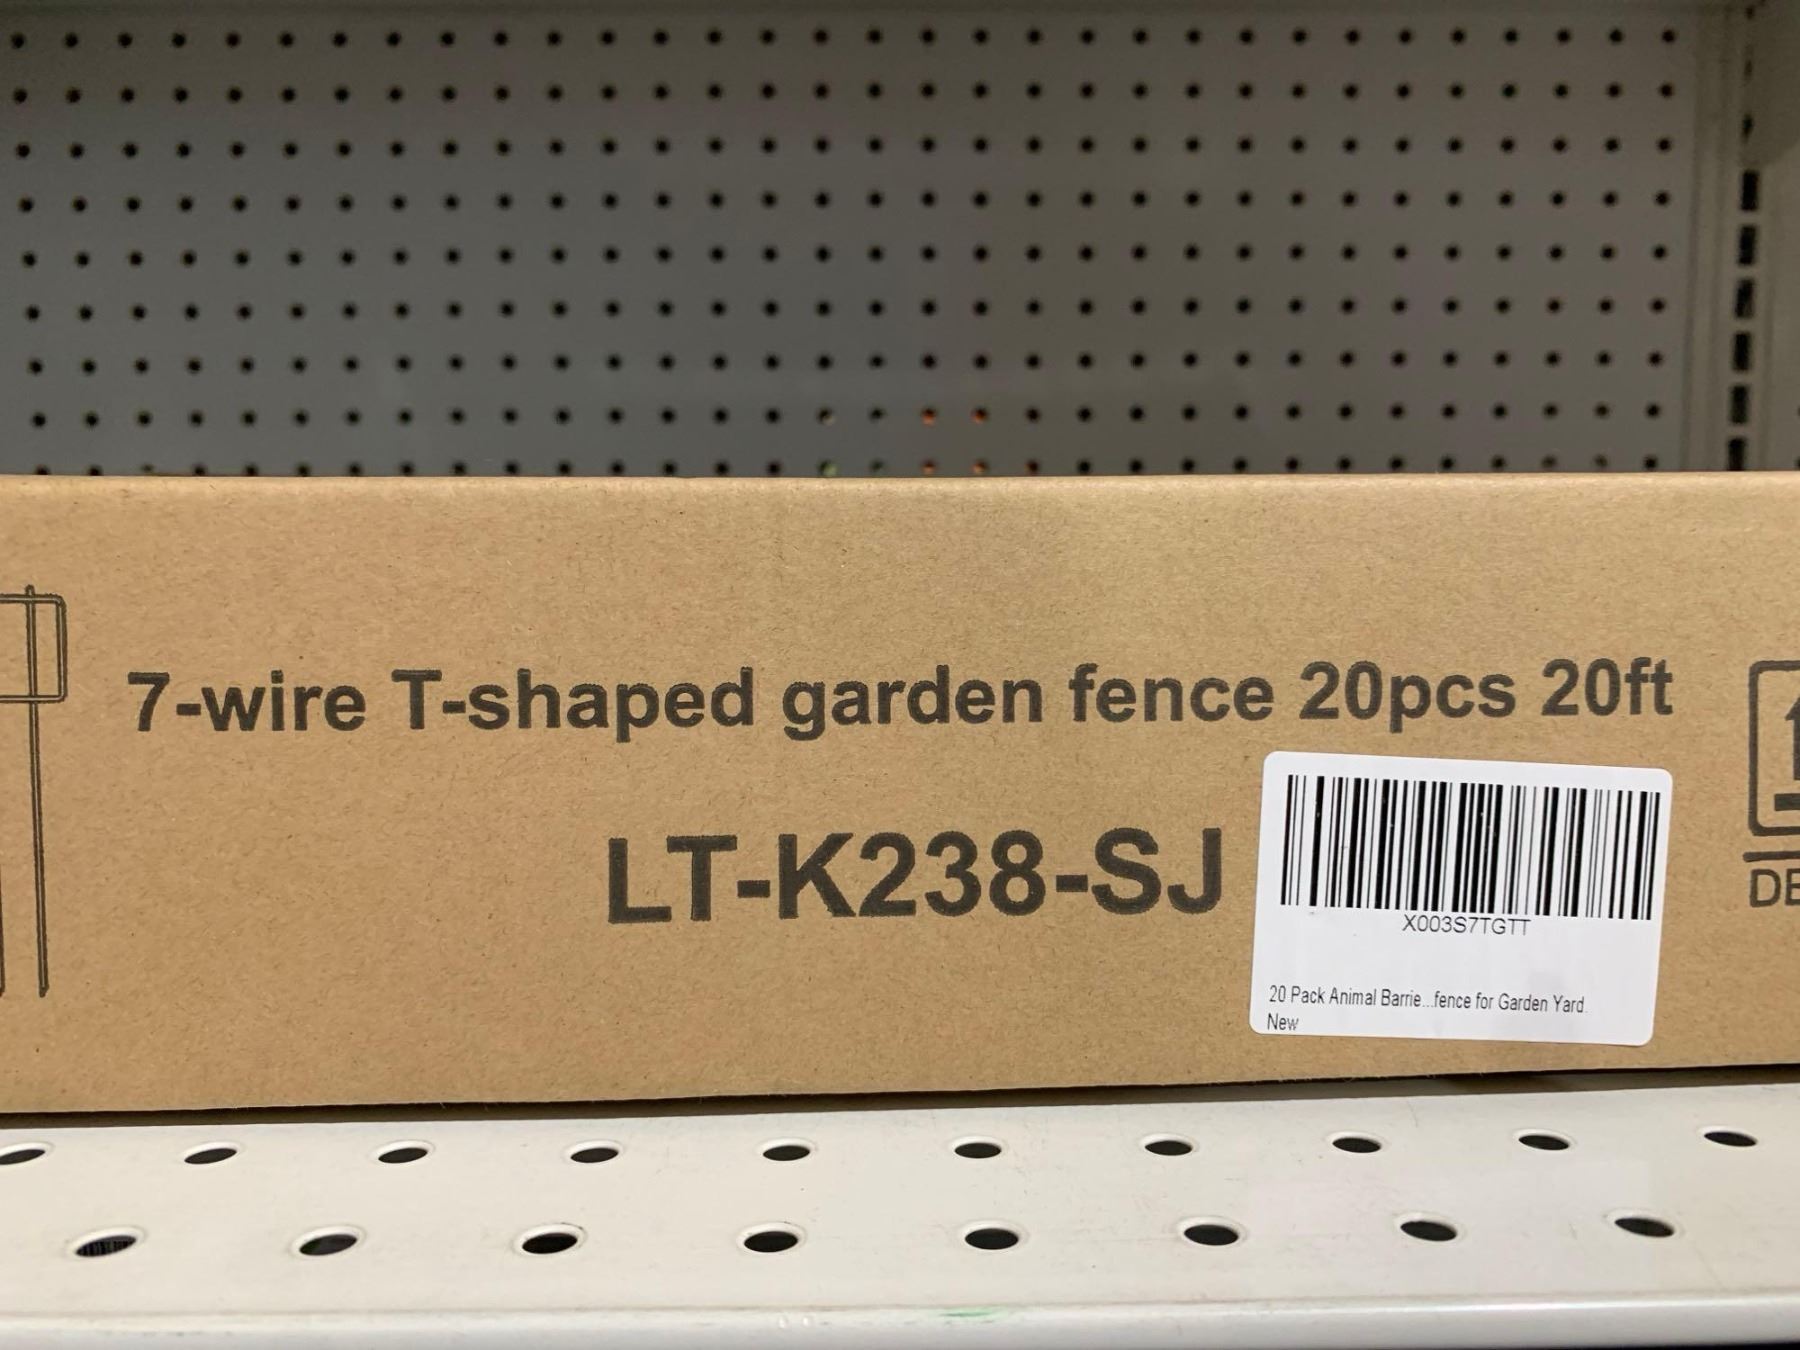 7-wire T-shaped garden fence 20pcs 20ft
LT-K238-SJ
X003S7TGTT
20 Pack Animal Barrie...fence for Garden Yard.
New
DE